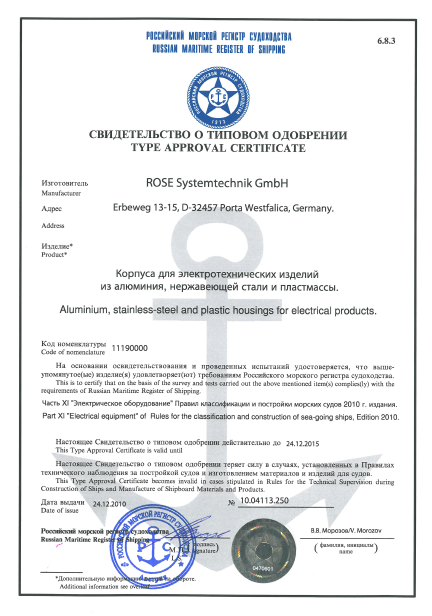 РОССИЙСКИЙ МОРСКОЙ РЕГИСТР СУДОХОДСТВА
RUSSIAN MARITIME REGISTER OF SHIPPING
6.8.3
РОССИЙСКИЙ МОРСКОЙ РЕГИСТР СУДОХОДСТВА
1913
СВИДЕТЕЛЬСТВО О ТИПОВОМ ОДОБРЕНИИ
TYPE APPROVAL CERTIFICATE
Изготовитель
ROSE Systemtechnik GmbH
Manufacturer
Адрес
Erbeweg 13-15, D-32457 Porta Westfalica, Germany.
Address
Изделие*
Product*
Корпуса для электротехнических изделий
из алюминия, нержавеющей стали и пластмассы.
Aluminium, stainless-steel and plastic housings for electrical products.
Код номенклатуры 11190000
Code of nomenclature
На основании освидетельствования и проведенных испытаний удостоверяется, что выше-
упомянутое(ые) изделие(я) удовлетворяет(ют) требованиям Российского морского регистра судоходства.
This is to certify that on the basis of the survey and tests carried out the above mentioned item(s) complies(ly) with the
requirements of Russian Maritime Register of Shipping.
Часть XI "Электрическое оборудование" Правил классификации и постройки морских судов 2010 г. издания.
Part XI "Electrical equipment" of Rules for the classification and construction of sea-going ships, Edition 2010.
Настоящее Свидетельство о типовом одобрении действительно до 24.12.2015
This Type Approval Certificate is valid until
Настоящее Свидетельство о типовом одобрении теряет силу в случаях, установленных в Правилах
технического наблюдения за постройкой судов и изготовлением материалов и изделий для судов.
This Type Approval Certificate becomes invalid in cases stipulated in Rules for the Technical Supervision during
Construction of Ships and Manufacture of Shipboard Materials and Products.
Дата выдачи 24.12.2010 № 10.04113.250
Date of issue
Российский морской регистр судоходства
Russian Maritime Register of Shipping
М.П. (подпись)
L.S. (signature)
В.В. Морозов/V. Morozov
(фамилия, инициалы)
name
0470601
*Дополнительную информацию см. на обороте.
Additional information see overleaf